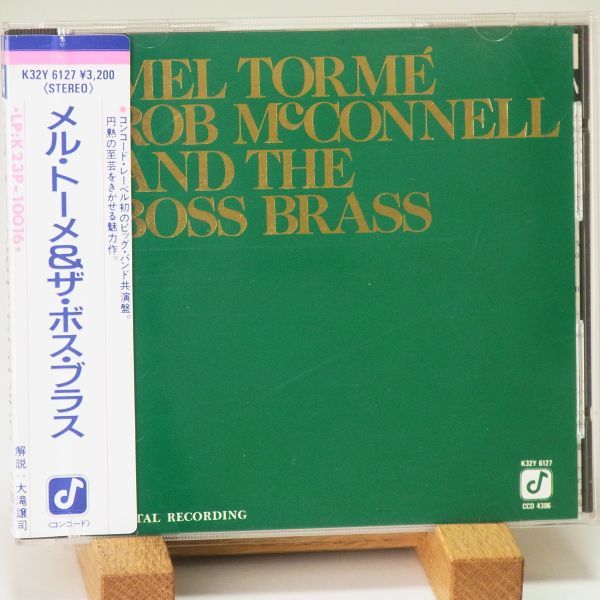 K32Y 6127 ¥3,200
〈STEREO〉
●コンコード・レーベル初のビッグ・バンド共演盤。
円熟の至芸をきかせる魅力作。
メル・トーメ&ザ・ボス・ブラス
•LP:K23P-10016•
解説:大滝譲司
〈コンコード〉
MEL TORMÉ
ROB McCONNELL
AND THE
BOSS BRASS
K32Y 6127
CCD 4306
TAL RECORDING